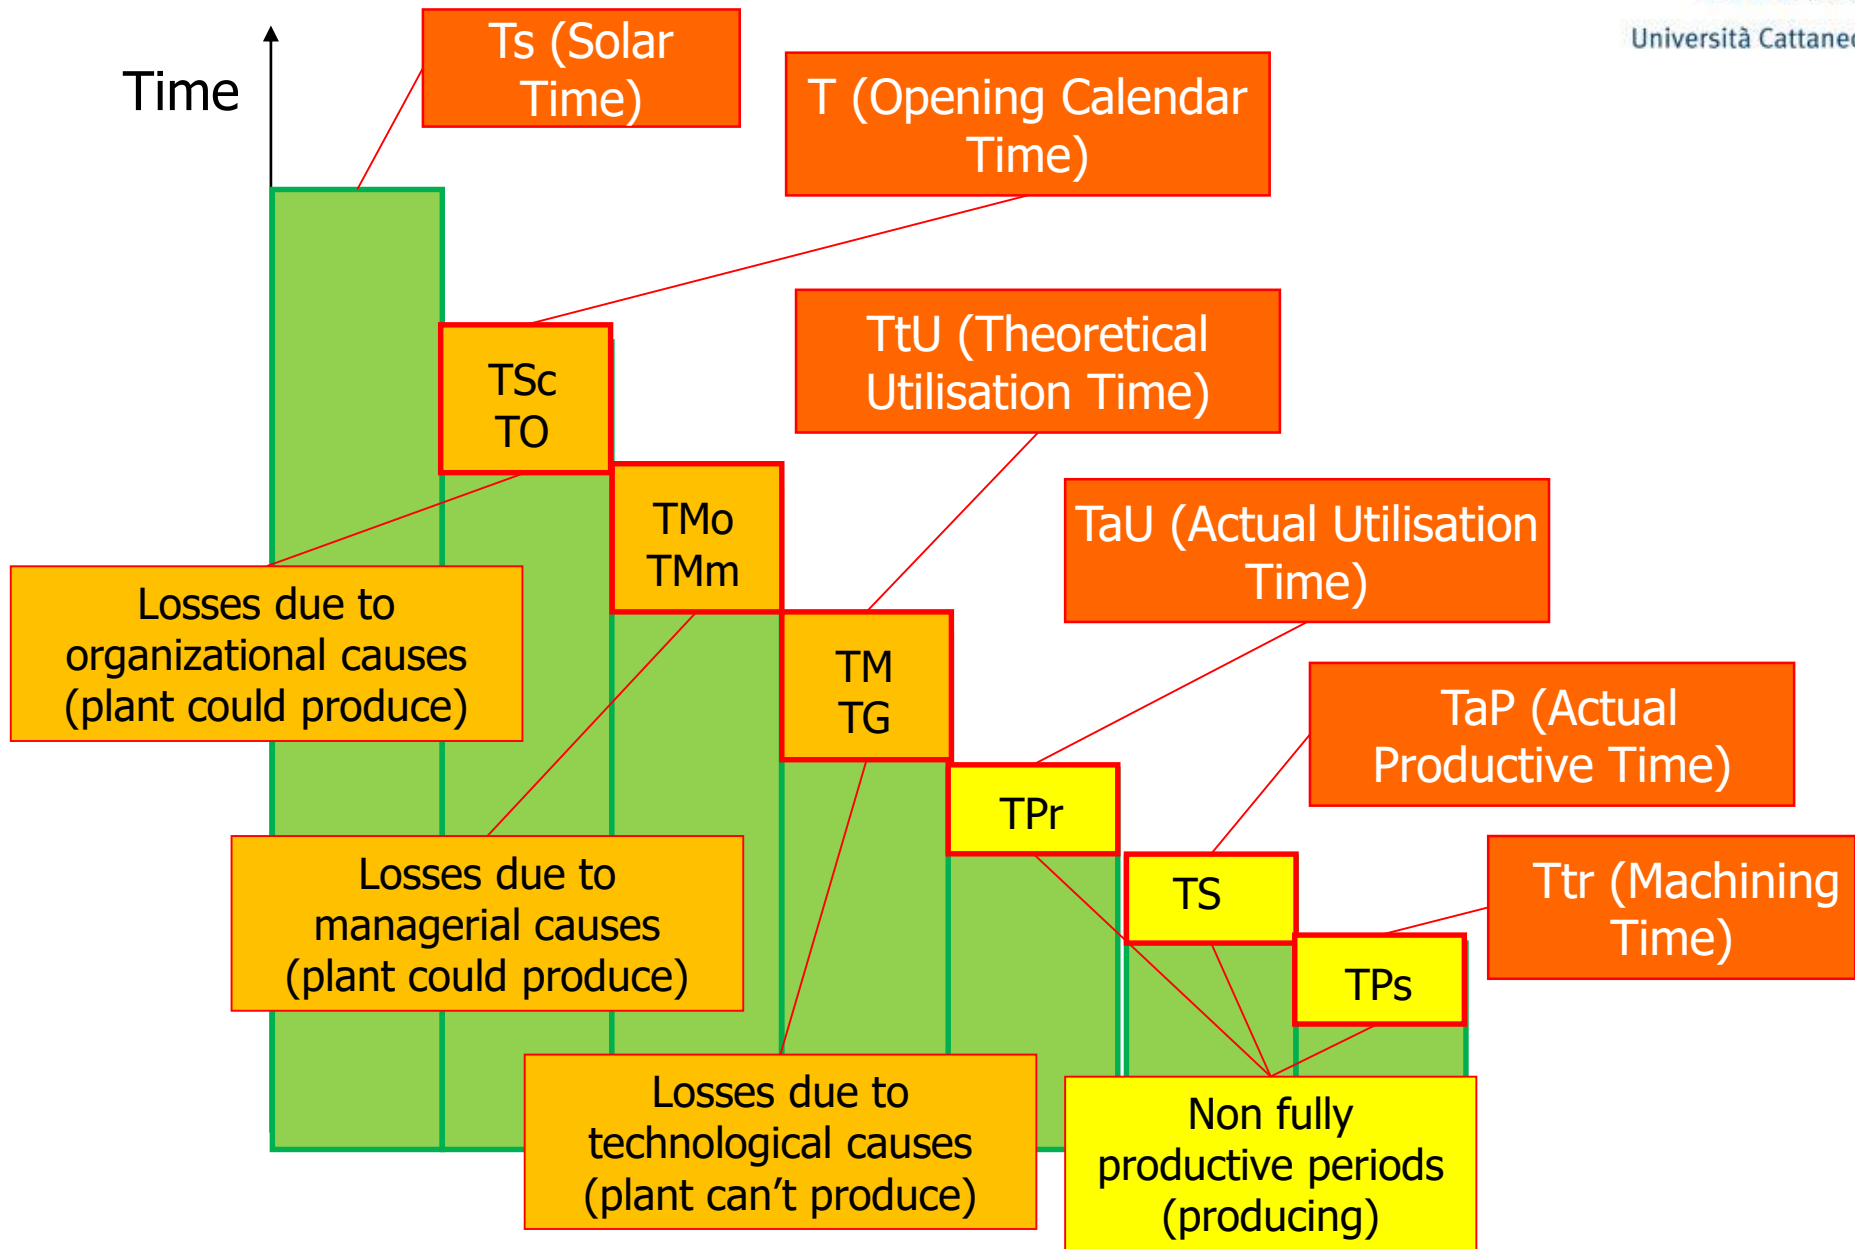 Università Cattaneo
Time
Ts (Solar
Time)
T (Opening Calendar
Time)
TtU (Theoretical
Utilisation Time)
TSc
TO
TMo
TMm
TaU (Actual Utilisation
Time)
Losses due to
organizational causes
(plant could produce)
TM
TG
TaP (Actual
Productive Time)
TPr
Losses due to
managerial causes
(plant could produce)
TS
Ttr (Machining
Time)
TPs
Losses due to
technological causes
(plant can’t produce)
Non fully
productive periods
(producing)